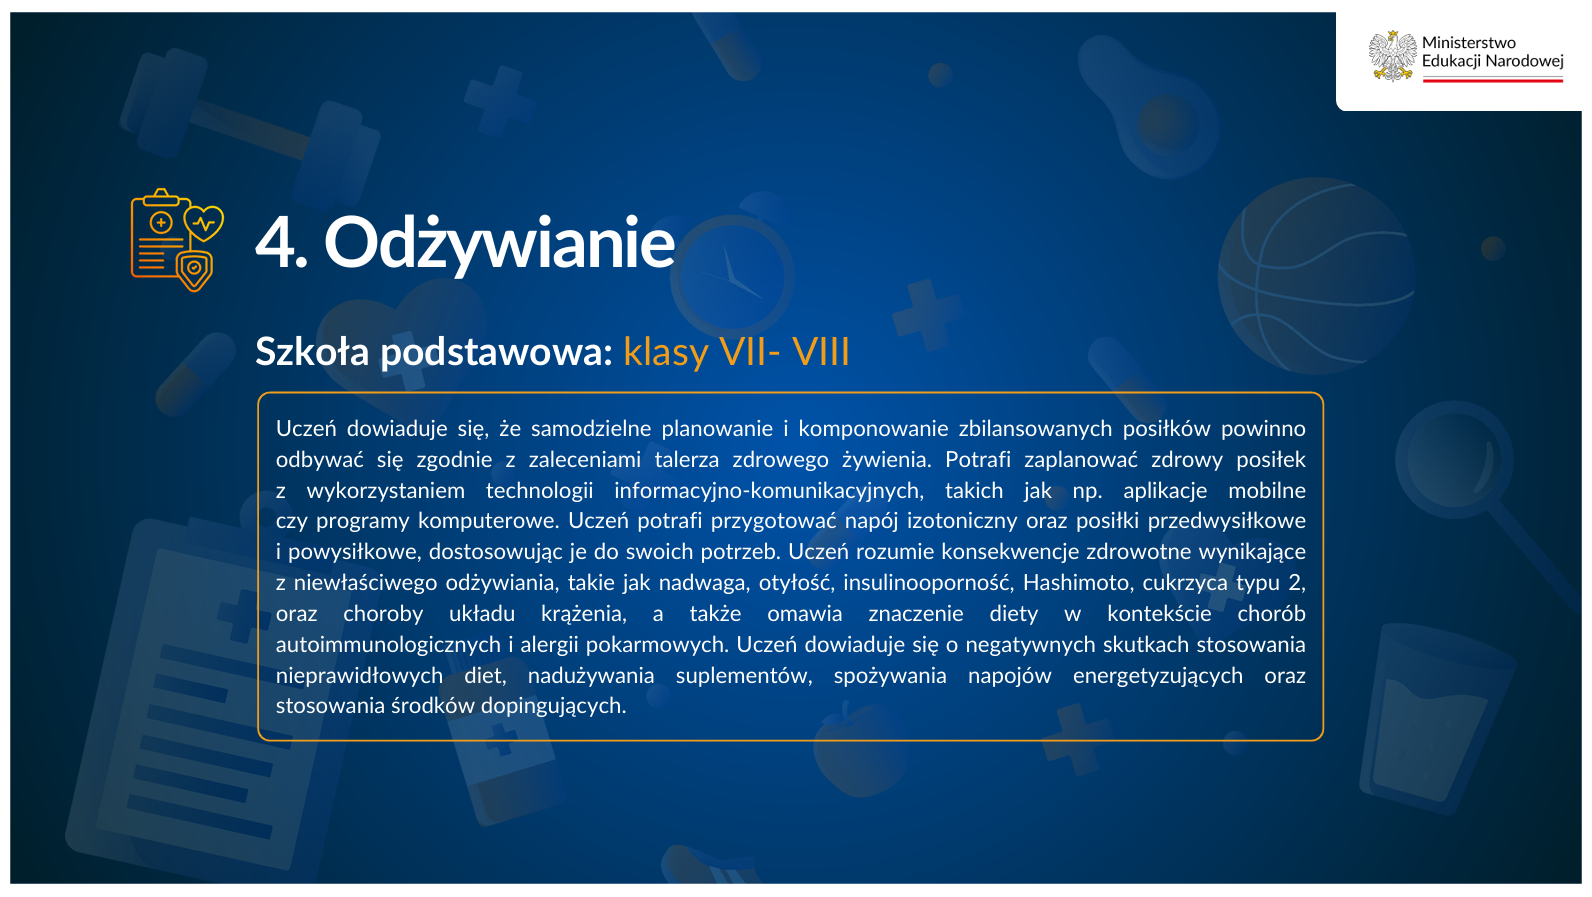 Ministerstwo
Edukacji Narodowej
4. Odżywianie
Szkoła podstawowa: klasy VII- VIII
Uczeń dowiaduje się, że samodzielne planowanie i komponowanie zbilansowanych posiłków powinno
odbywać się zgodnie z zaleceniami talerza zdrowego żywienia. Potrafi zaplanować zdrowy posiłek
z wykorzystaniem technologii informacyjno-komunikacyjnych, takich jak np. aplikacje mobilne
czy programy komputerowe. Uczeń potrafi przygotować napój izotoniczny oraz posiłki przedwysiłkowe
i powysiłkowe, dostosowując je do swoich potrzeb. Uczeń rozumie konsekwencje zdrowotne wynikające
z niewłaściwego odżywiania, takie jak nadwaga, otyłość, insulinooporność, Hashimoto, cukrzyca typu 2,
oraz choroby układu krążenia, a także omawia znaczenie diety w kontekście chorób
autoimmunologicznych i alergii pokarmowych. Uczeń dowiaduje się o negatywnych skutkach stosowania
nieprawidłowych diet, nadużywania suplementów, spożywania napojów energetyzujących oraz
stosowania środków dopingujących.